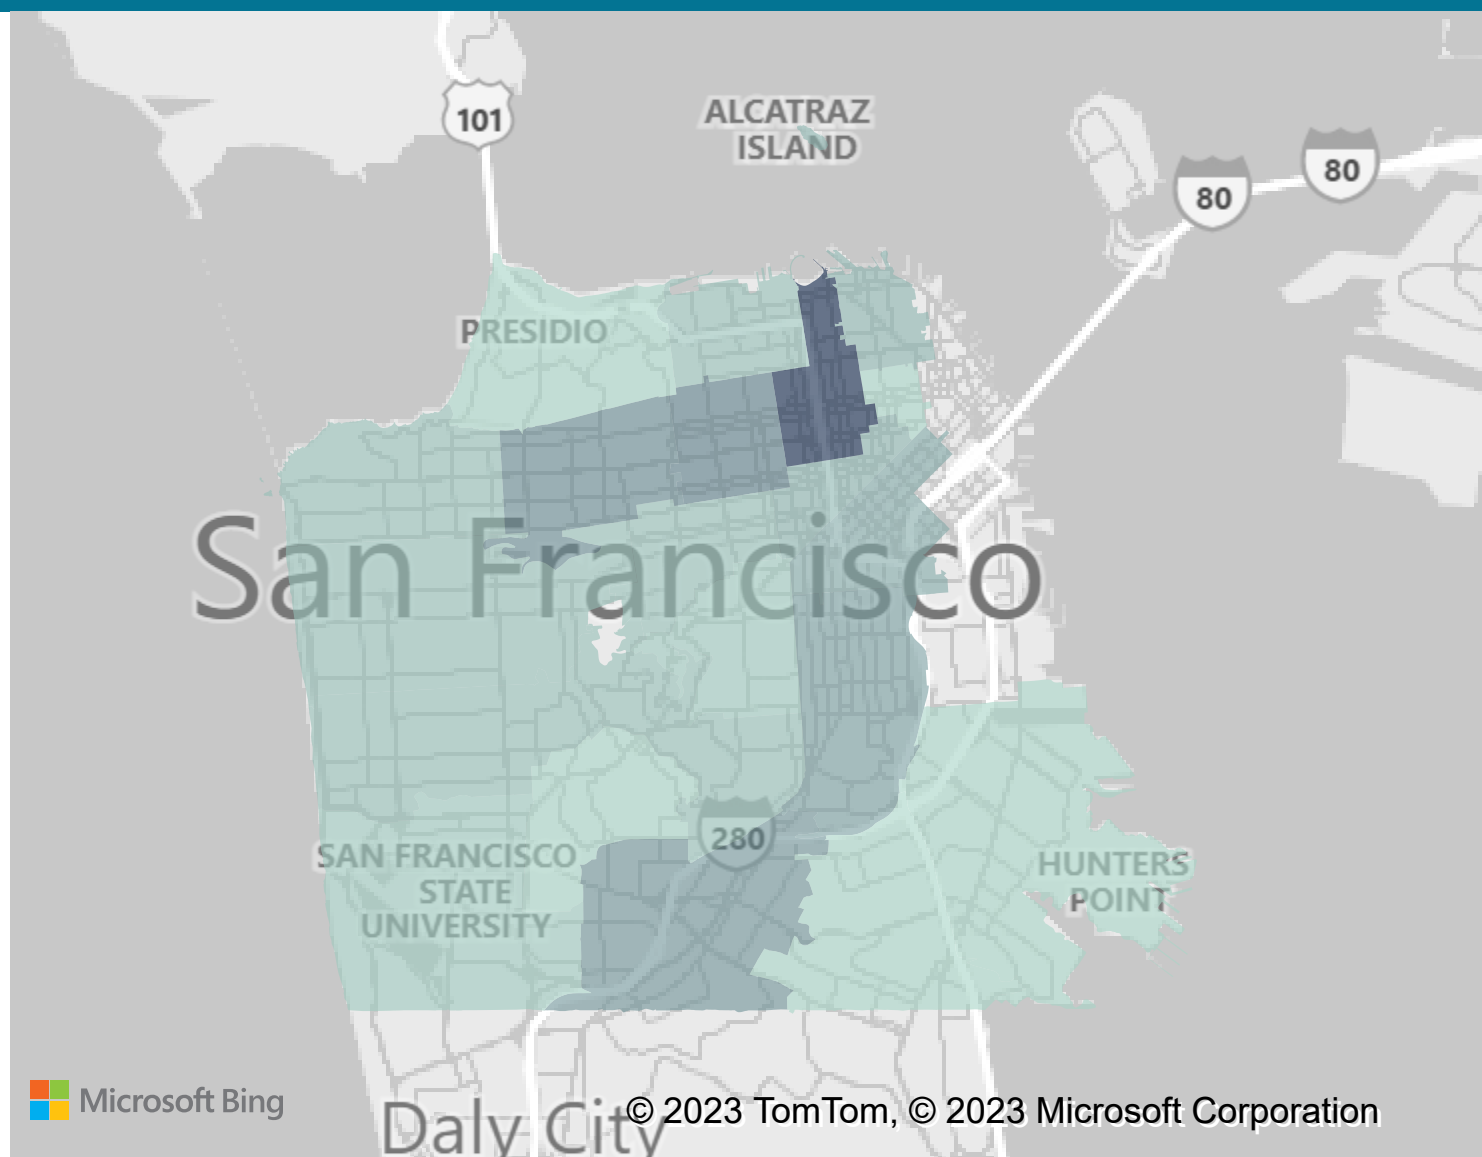 101
ALCATRAZ
ISLAND
80
80
PRESIDIO
San Francisco
280
SAN FRANCISCO
STATE
UNIVERSITY
HUNTERS
POINT
Microsoft Bing
Daly City
© 2023 TomTom, © 2023 Microsoft Corporation